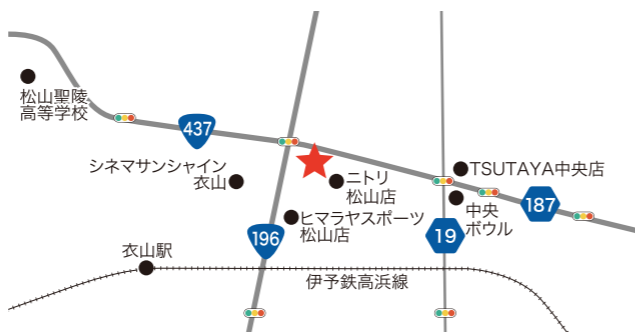 松山聖陵
高等学校
437
シネマサンシャイン
衣山
ニトリ
松山店
TSUTAYA中央店
中央
ボウル
187
ヒマラヤスポーツ
松山店
196
19
衣山駅
伊予鉄高浜線